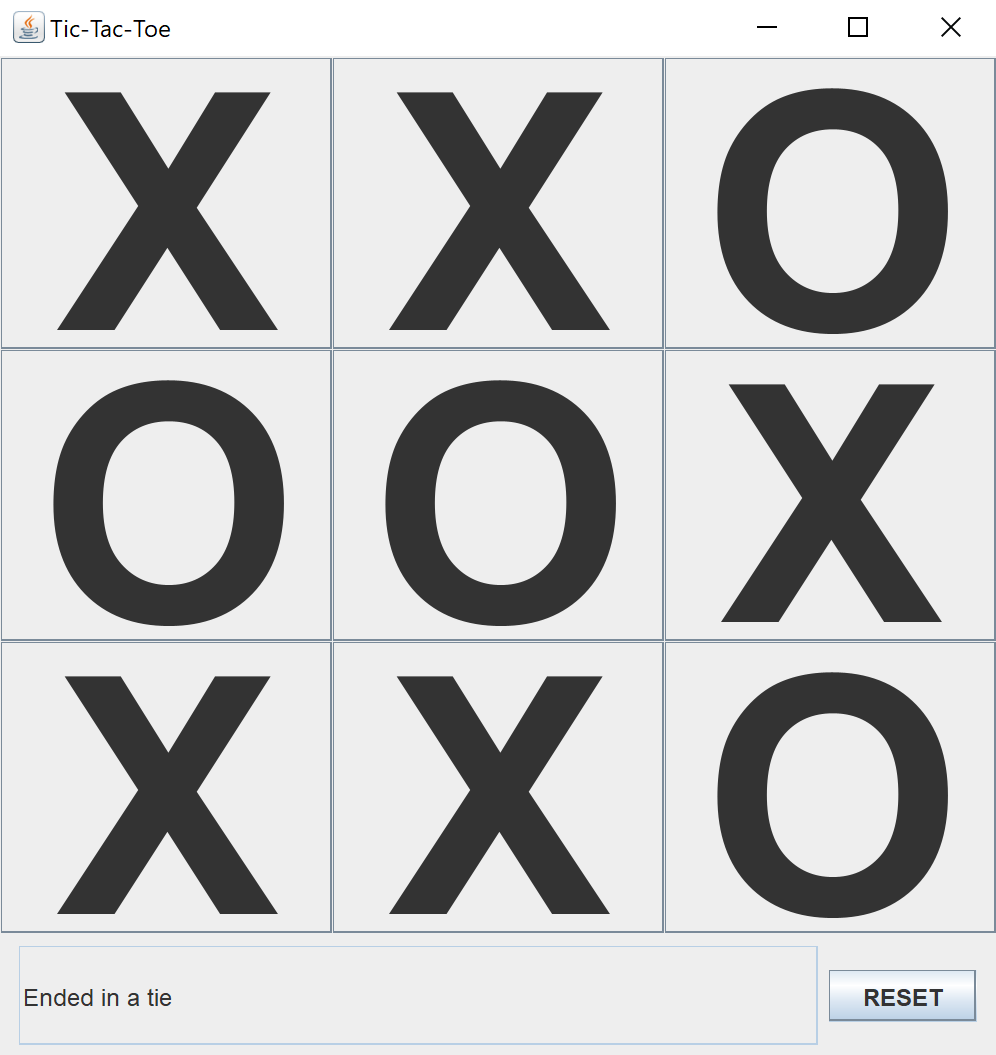 Tic-Tac-Toe
X X O
O O X
X X O
Ended in a tie
RESET